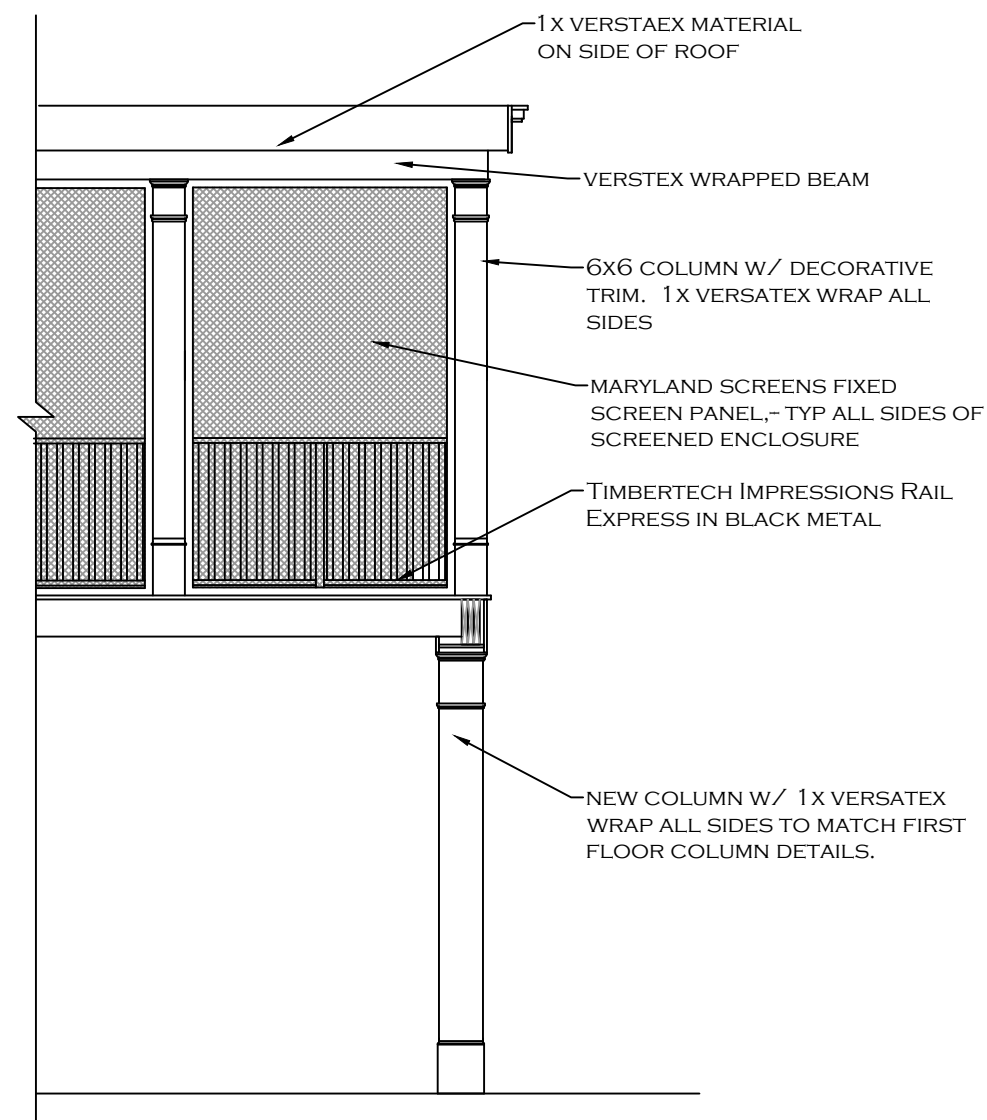 1X VERSTAEX MATERIAL
ON SIDE OF ROOF
VERSTEX WRAPPED BEAM
6X6 COLUMN W/ DECORATIVE
TRIM. 1X VERSATEX WRAP ALL
SIDES
MARYLAND SCREENS FIXED
SCREEN PANEL,- TYP ALL SIDES OF
SCREENED ENCLOSURE
TIMBERTECH IMPRESSIONS RAIL
EXPRESS IN BLACK METAL
NEW COLUMN W/ 1X VERSATEX
WRAP ALL SIDES TO MATCH FIRST
FLOOR COLUMN DETAILS.